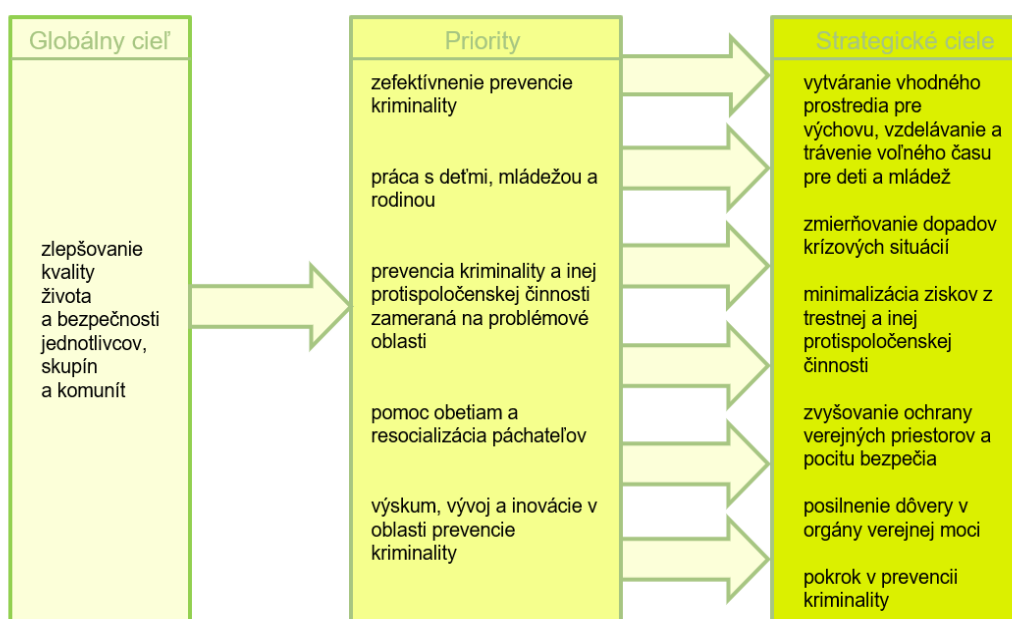 Globálny cieľ
zlepšovanie
kvality
života
a bezpečnosti
jednotlivcov,
skupín
a komunít
Priority
zefektívnenie prevencie
kriminality
práca s deťmi, mládežou a
rodinou
prevencia kriminality a inej
protispoločenskej činnosti
zameraná na problémové
oblasti
pomoc obetiam a
resocializácia páchateľov
výskum, vývoj a inovácie v
oblasti prevencie
kriminality
Strategické ciele
vytváranie vhodného
prostredia pre
výchovu, vzdelávanie a
trávenie voľného času
pre deti a mládež
zmierňovanie dopadov
krízových situácií
minimalizácia ziskov z
trestnej a inej
protispoločenskej
činnosti
zvyšovanie ochrany
verejných priestorov a
pocitu bezpečia
posilnenie dôvery v
orgány verejnej moci
pokrok v prevencii
kriminality